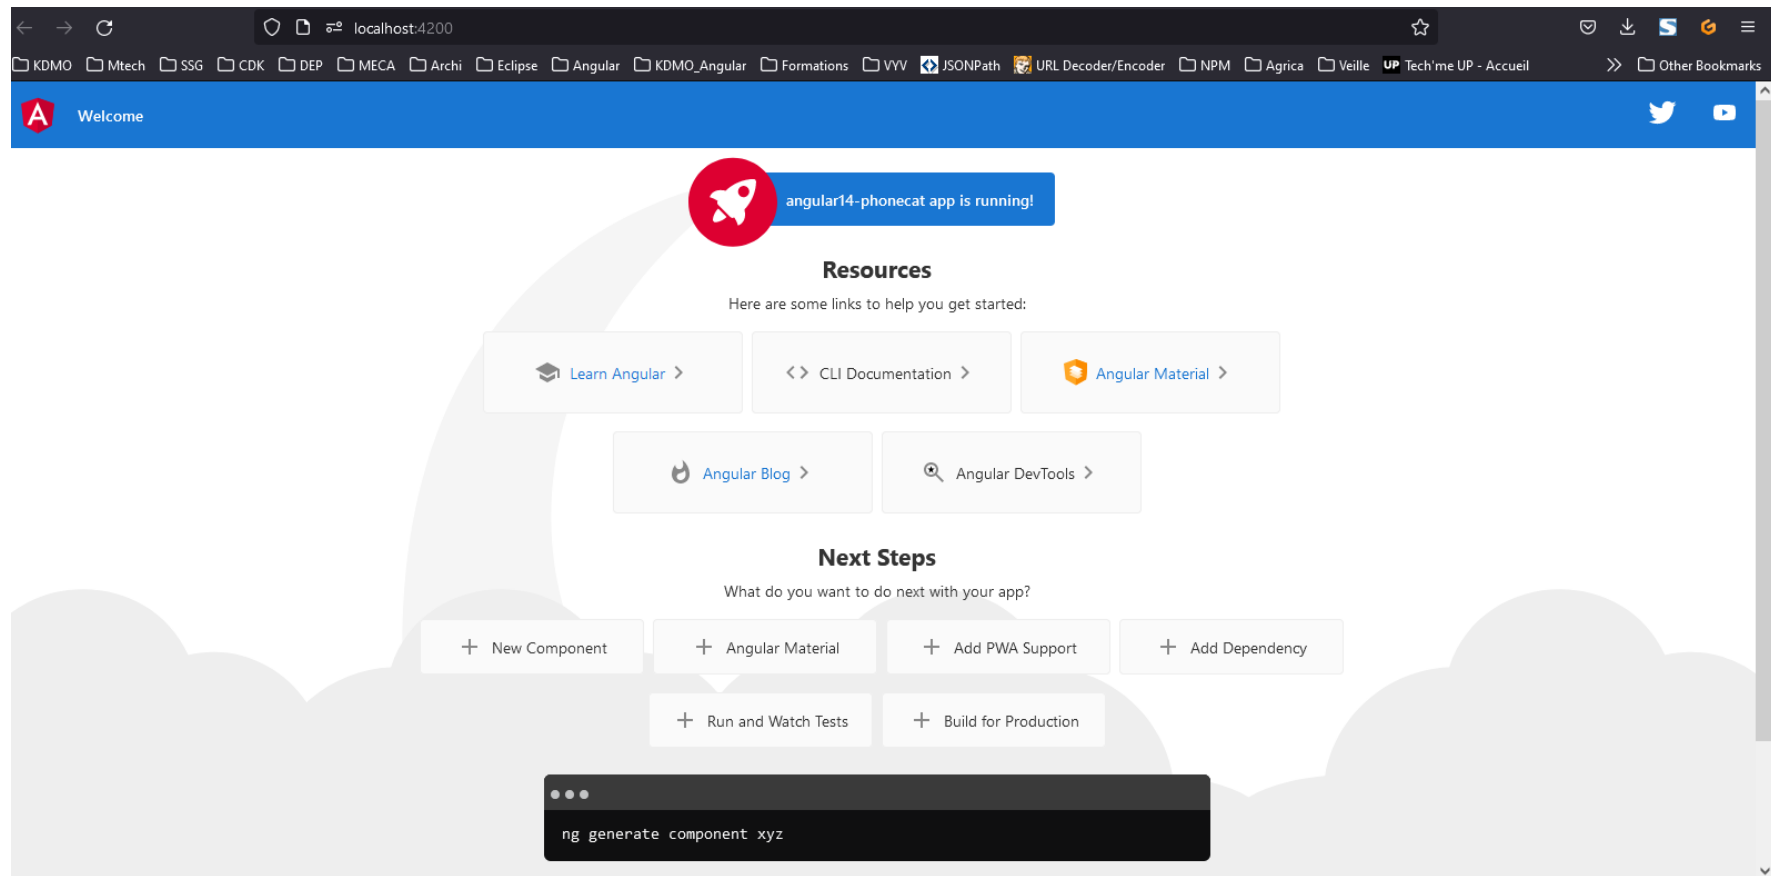 localhost:4200
KDMO Mtech SSG CDK DEP MECA Archi Eclipse Angular KDMO_Angular Formations VYV JSONPath URL Decoder/Encoder NPM Agrica Veille UP Tech'me UP - Accueil Other Bookmarks
A Welcome
angular14-phonecat app is running!
Resources
Here are some links to help you get started:
Learn Angular CLI Documentation Angular Material
Angular Blog Angular DevTools
Next Steps
What do you want to do next with your app?
New Component Angular Material Add PWA Support Add Dependency
Run and Watch Tests Build for Production
ng generate component xyz